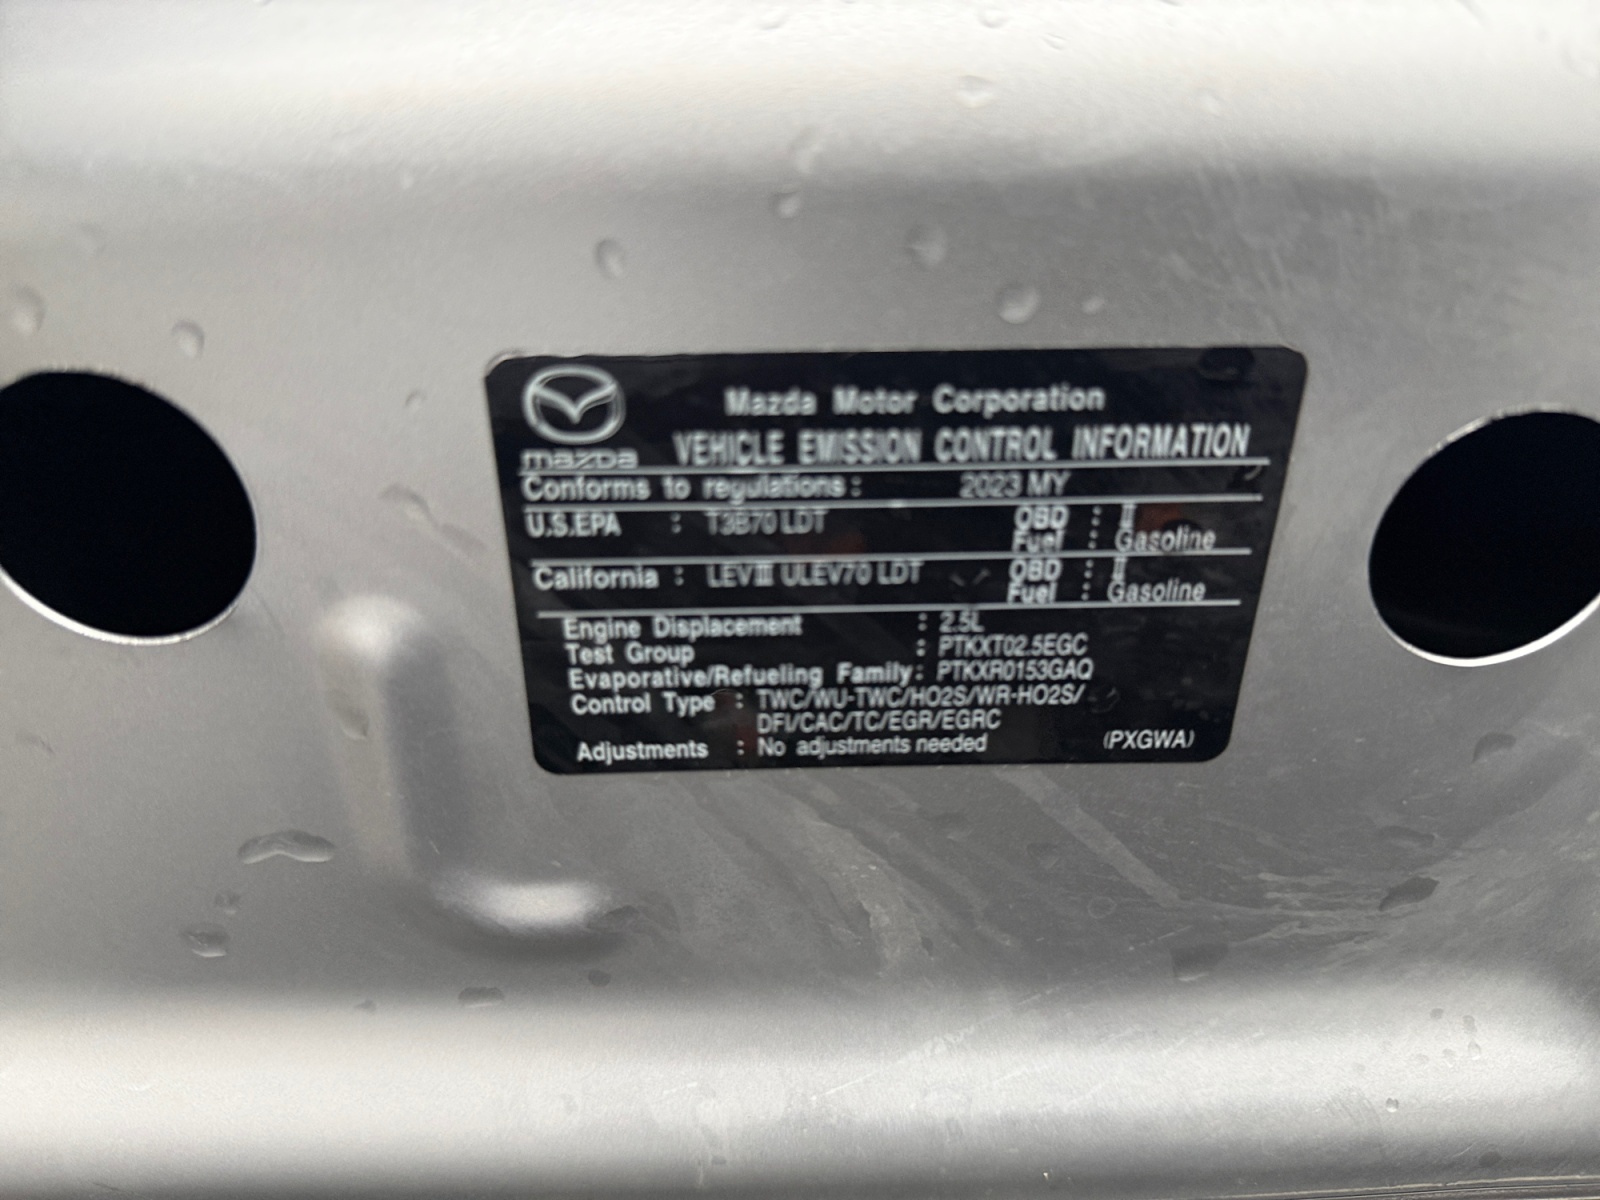 Mazda Motor Corporation
mazda VEHICLE EMISSION CONTROL INFORMATION
Conforms to regulations: 2023 MY
U.S.EPA : T3B70 LDT OBD : II
Fuel : Gasoline
California : LEVIII ULEV70 LDT OBD : II
Fuel : Gasoline
Engine Displacement : 2.5L
Test Group : PTKXT02.5EGC
Evaporative/Refueling Family: PTKXR0153GAQ
Control Type : TWC/WU-TWC/HO2S/WR-HO2S/
DFI/CAC/TC/EGR/EGRC
Adjustments : No adjustments needed (PXGWA)